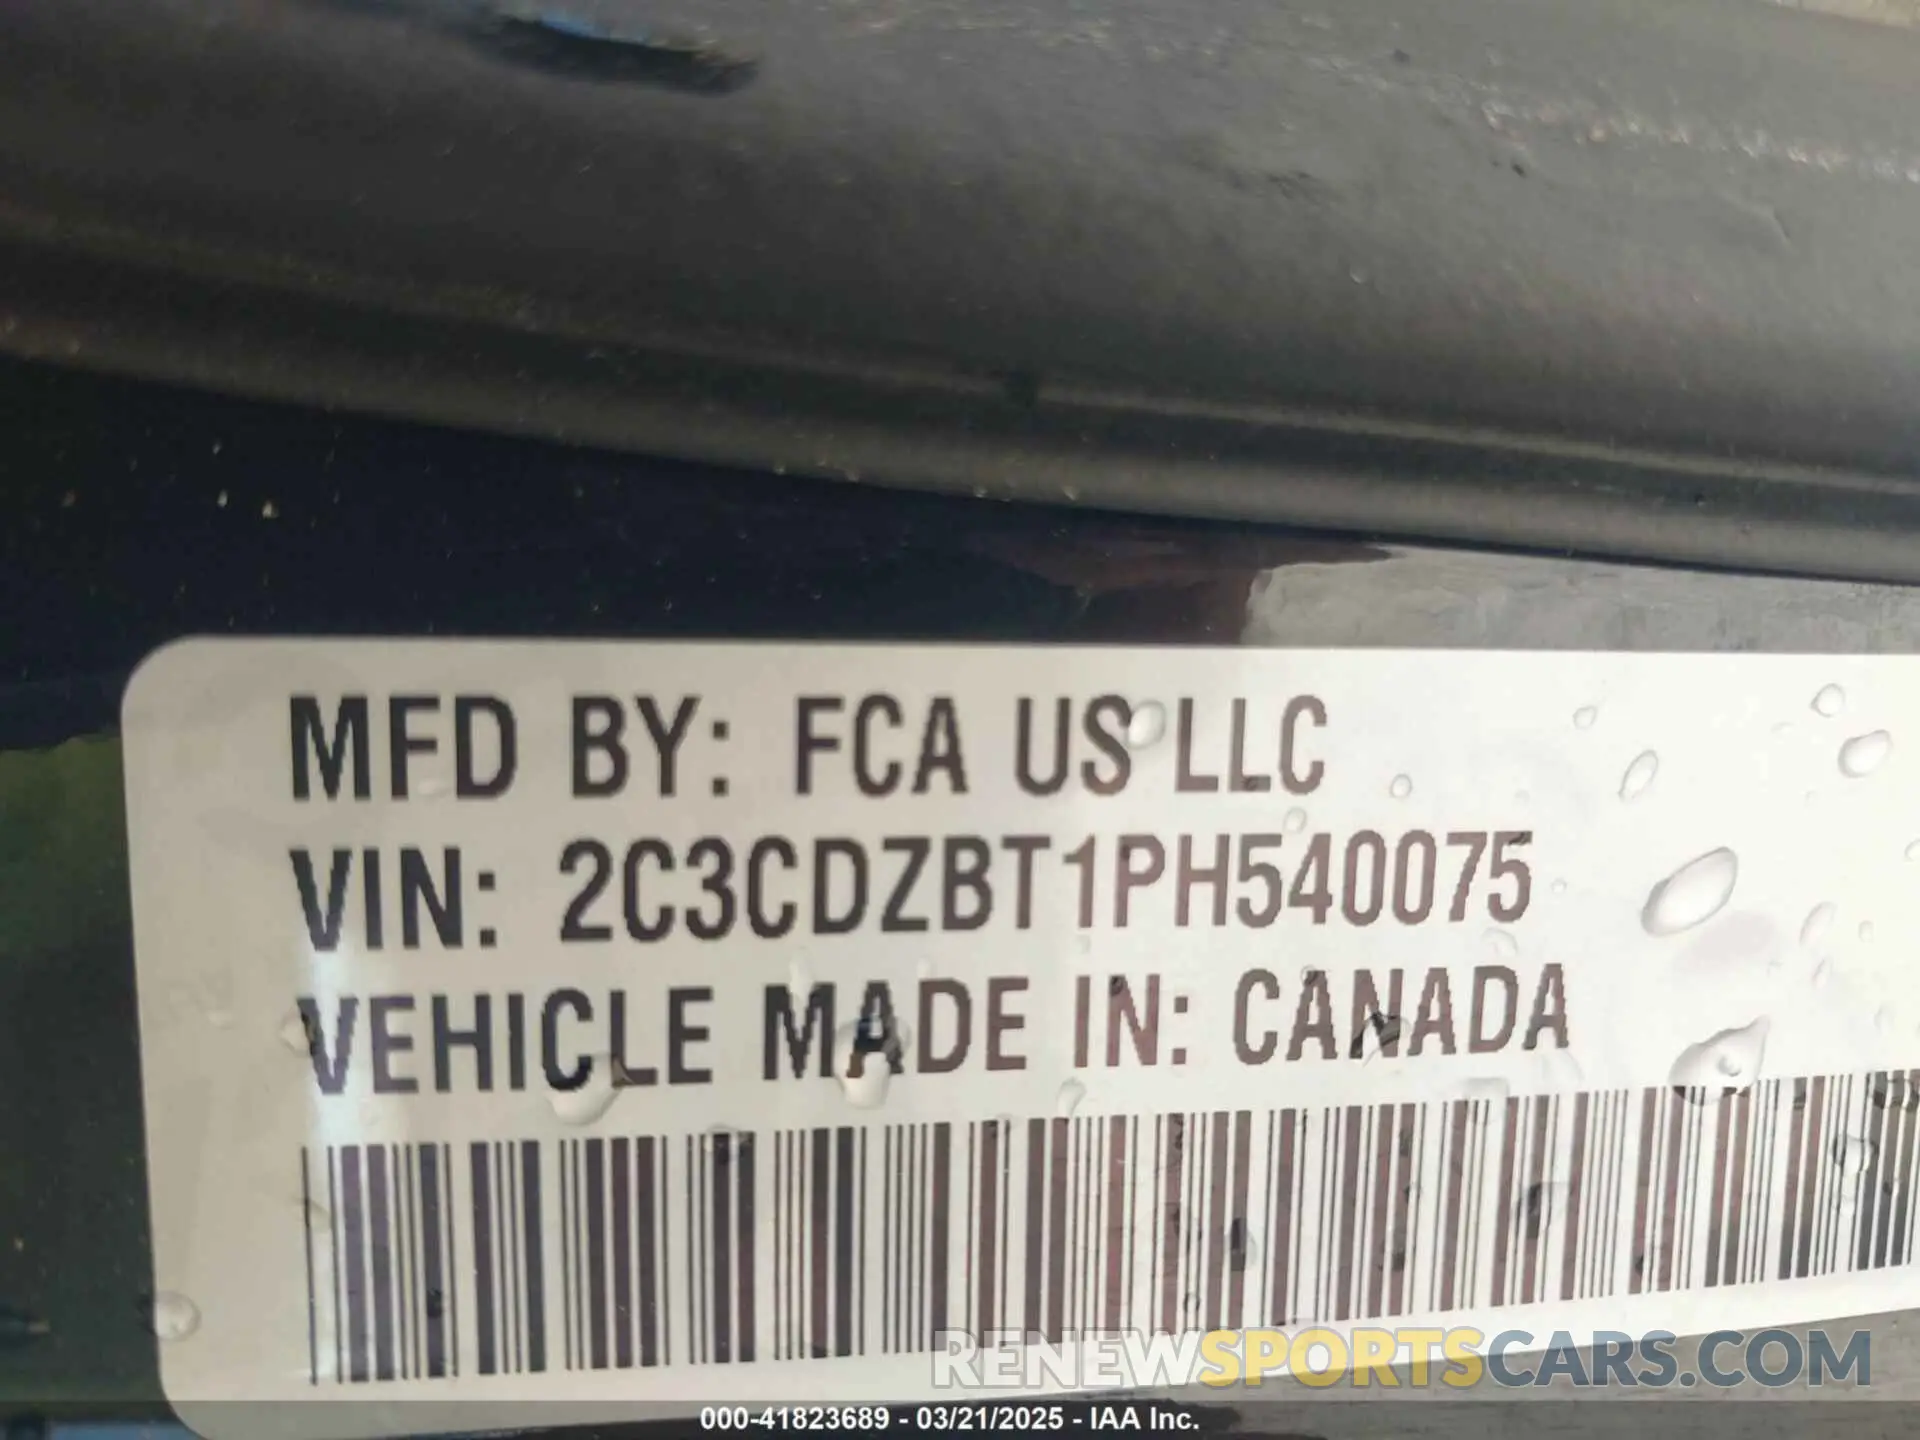 MFD BY: FCA US LLC
VIN: 2C3CDZBT1PH540075
VEHICLE MADE IN: CANADA
RENEWSPORTSCARS.COM
000-41823689 - 03/21/2025 - IAA Inc.